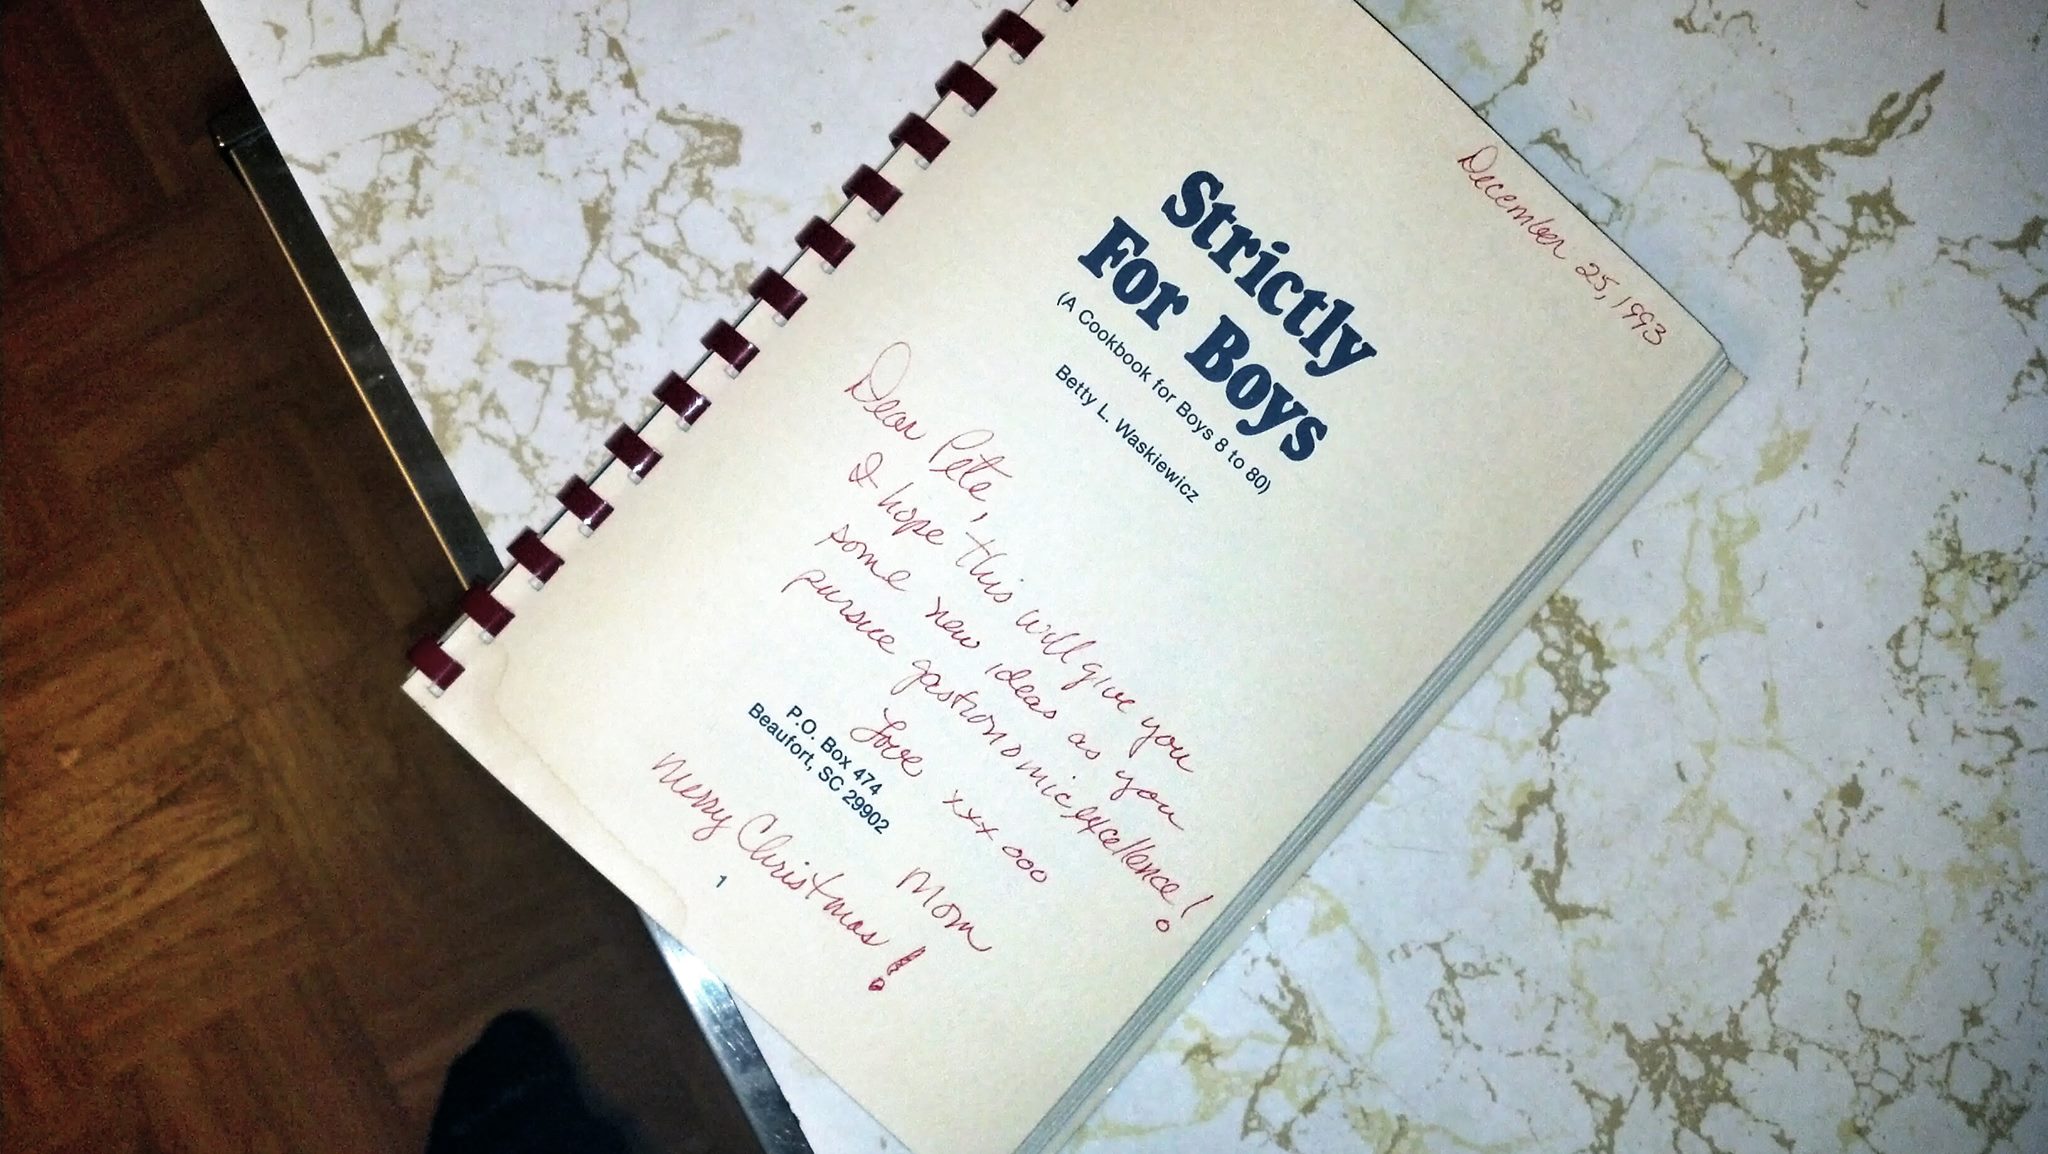 December 25, 1993
Strictly
For Boys
(A Cookbook for Boys 8 to 80)
Betty L. Waskiewicz
Dear Pete,
I hope this will give you
some new ideas as you
pursue gastronomic excellence!
Love xxx ooo
Mom
P.O. Box 474
Beaufort, SC 29902
Merry Christmas!
1